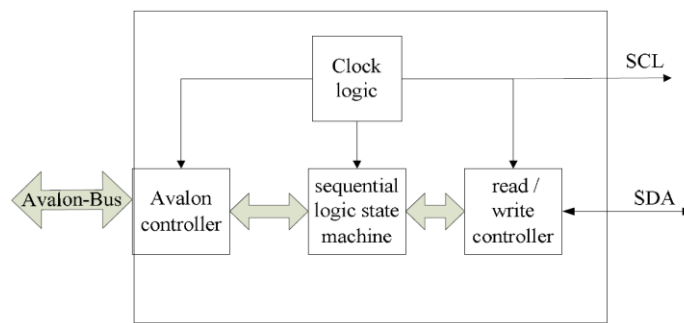 Clock
logic
SCL
Avalon-Bus
Avalon
controller
sequential
logic state
machine
read /
write
controller
SDA